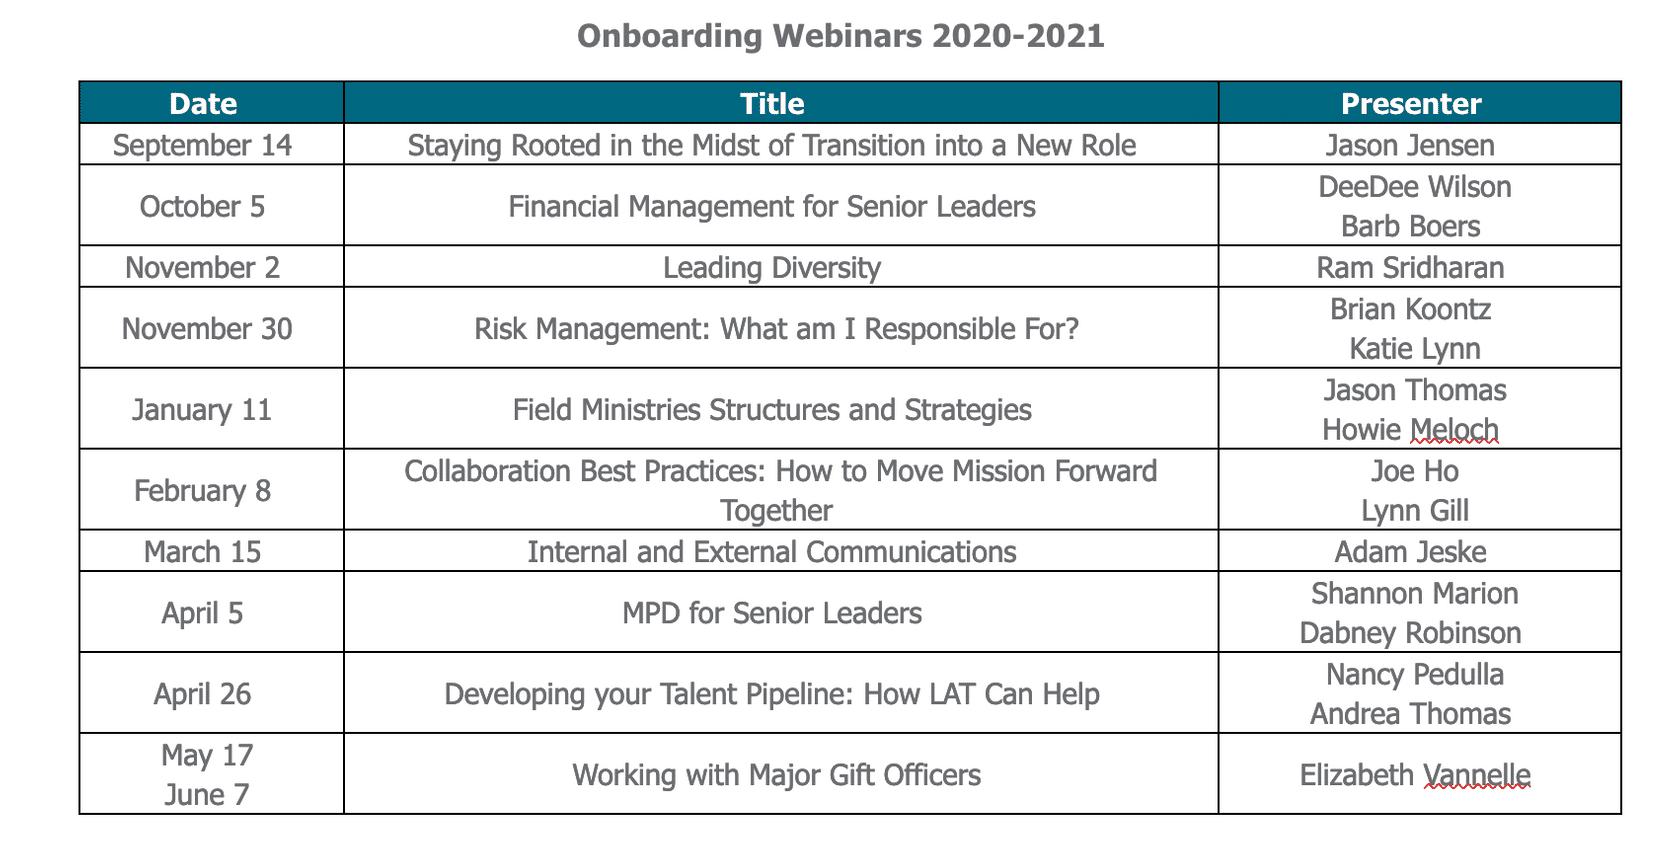 Onboarding Webinars 2020-2021
Date Title Presenter
September 14 Staying Rooted in the Midst of Transition into a New Role Jason Jensen
October 5 Financial Management for Senior Leaders DeeDee Wilson
Barb Boers
November 2 Leading Diversity Ram Sridharan
November 30 Risk Management: What am I Responsible For? Brian Koontz
Katie Lynn
January 11 Field Ministries Structures and Strategies Jason Thomas
Howie Meloch
February 8 Collaboration Best Practices: How to Move Mission Forward Joe Ho
Together Lynn Gill
March 15 Internal and External Communications Adam Jeske
April 5 MPD for Senior Leaders Shannon Marion
Dabney Robinson
April 26 Developing your Talent Pipeline: How LAT Can Help Nancy Pedulla
Andrea Thomas
May 17 Working with Major Gift Officers Elizabeth Vannelle
June 7